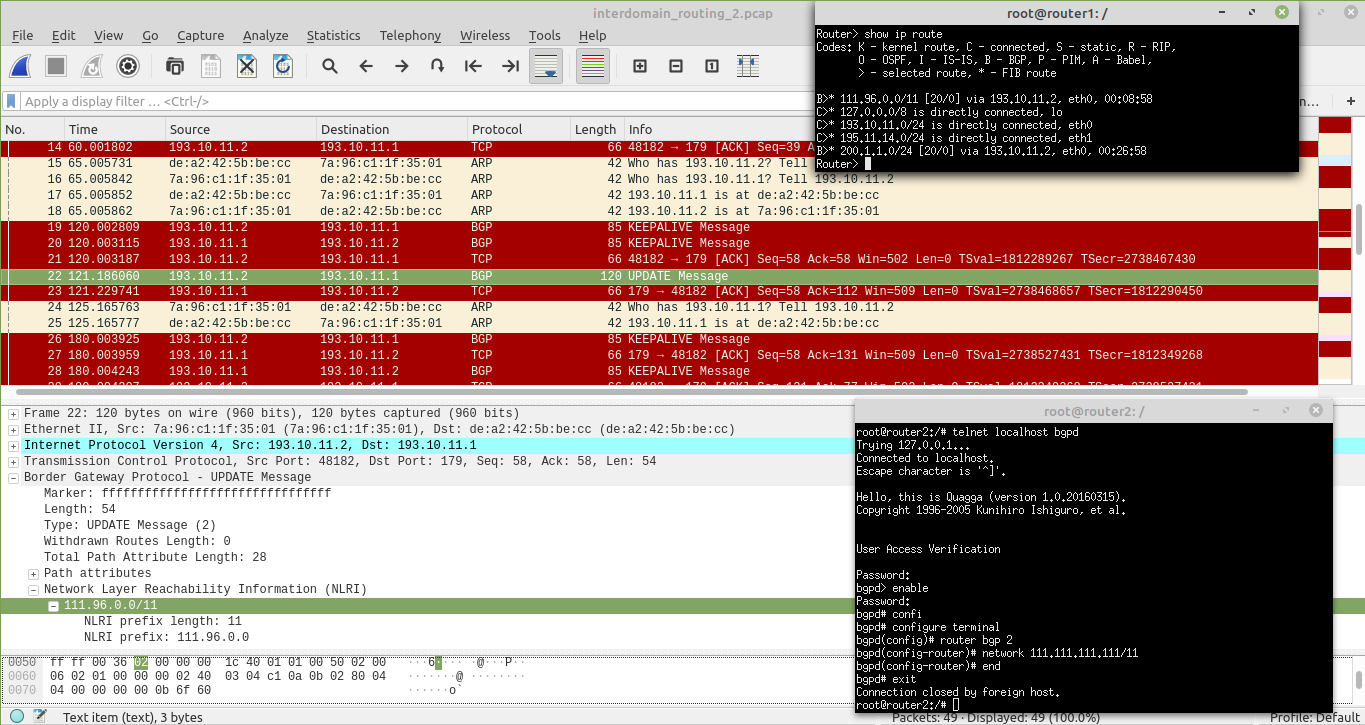 interdomain_routing_2.pcap
File Edit View Go Capture Analyze Statistics Telephony Wireless Tools Help
Apply a display filter … <Ctrl-/>
No. Time Source Destination Protocol Length Info
14 60.001802 193.10.11.2 193.10.11.1 TCP 66 48182 → 179 [ACK] Seq=39 A
15 65.005731 de:a2:42:5b:be:cc 7a:96:c1:1f:35:01 ARP 42 Who has 193.10.11.2? Tell
16 65.005842 7a:96:c1:1f:35:01 de:a2:42:5b:be:cc ARP 42 Who has 193.10.11.1? Tell 193.10.11.2
17 65.005852 de:a2:42:5b:be:cc 7a:96:c1:1f:35:01 ARP 42 193.10.11.1 is at de:a2:42:5b:be:cc
18 65.005862 7a:96:c1:1f:35:01 de:a2:42:5b:be:cc ARP 42 193.10.11.2 is at 7a:96:c1:1f:35:01
19 120.002809 193.10.11.2 193.10.11.1 BGP 85 KEEPALIVE Message
20 120.003115 193.10.11.1 193.10.11.2 BGP 85 KEEPALIVE Message
21 120.003187 193.10.11.2 193.10.11.1 TCP 66 48182 → 179 [ACK] Seq=58 Ack=58 Win=502 Len=0 TSval=1812289267 TSecr=2738467430
22 121.186060 193.10.11.2 193.10.11.1 BGP 120 UPDATE Message
23 121.229741 193.10.11.1 193.10.11.2 TCP 66 179 → 48182 [ACK] Seq=58 Ack=112 Win=509 Len=0 TSval=2738468657 TSecr=1812290450
24 125.165763 7a:96:c1:1f:35:01 de:a2:42:5b:be:cc ARP 42 Who has 193.10.11.1? Tell 193.10.11.2
25 125.165777 de:a2:42:5b:be:cc 7a:96:c1:1f:35:01 ARP 42 193.10.11.1 is at de:a2:42:5b:be:cc
26 180.003925 193.10.11.2 193.10.11.1 BGP 85 KEEPALIVE Message
27 180.003959 193.10.11.1 193.10.11.2 TCP 66 179 → 48182 [ACK] Seq=58 Ack=131 Win=509 Len=0 TSval=2738527431 TSecr=1812349268
28 180.004243 193.10.11.1 193.10.11.2 BGP 85 KEEPALIVE Message
root@router1: /
Router> show ip route
Codes: K - kernel route, C - connected, S - static, R - RIP,
O - OSPF, I - IS-IS, B - BGP, P - PIM, A - Babel,
> - selected route, * - FIB route
B>* 111.96.0.0/11 [20/0] via 193.10.11.2, eth0, 00:08:58
C>* 127.0.0.0/8 is directly connected, lo
C>* 193.10.11.0/24 is directly connected, eth0
C>* 195.11.14.0/24 is directly connected, eth1
B>* 200.1.1.0/24 [20/0] via 193.10.11.2, eth0, 00:26:58
Router>
n… +
Frame 22: 120 bytes on wire (960 bits), 120 bytes captured (960 bits)
Ethernet II, Src: 7a:96:c1:1f:35:01 (7a:96:c1:1f:35:01), Dst: de:a2:42:5b:be:cc (de:a2:42:5b:be:cc)
Internet Protocol Version 4, Src: 193.10.11.2, Dst: 193.10.11.1
Transmission Control Protocol, Src Port: 48182, Dst Port: 179, Seq: 58, Ack: 58, Len: 54
Border Gateway Protocol - UPDATE Message
Marker: ffffffffffffffffffffffffffffffff
Length: 54
Type: UPDATE Message (2)
Withdrawn Routes Length: 0
Total Path Attribute Length: 28
Path attributes
Network Layer Reachability Information (NLRI)
111.96.0.0/11
NLRI prefix length: 11
NLRI prefix: 111.96.0.0
0050 ff ff 00 36 02 00 00 00 1c 40 01 01 00 50 02 00 ···6···· ·@···P··
0060 06 02 01 00 00 00 02 40 03 04 c1 0a 0b 02 80 04 ·······@ ········
0070 04 00 00 00 00 0b 6f 60 ······o`
root@router2: /
root@router2:/# telnet localhost bgpd
Trying 127.0.0.1...
Connected to localhost.
Escape character is '^]'.
Hello, this is Quagga (version 1.0.20160315).
Copyright 1996-2005 Kunihiro Ishiguro, et al.
User Access Verification
Password:
bgpd> enable
Password:
bgpd# confi
bgpd# configure terminal
bgpd(config)# router bgp 2
bgpd(config-router)# network 111.111.111.111/11
bgpd(config-router)# end
bgpd# exit
Connection closed by foreign host.
root@router2:/#
Text item (text), 3 bytes
Packets: 49 · Displayed: 49 (100.0%)
Profile: Default